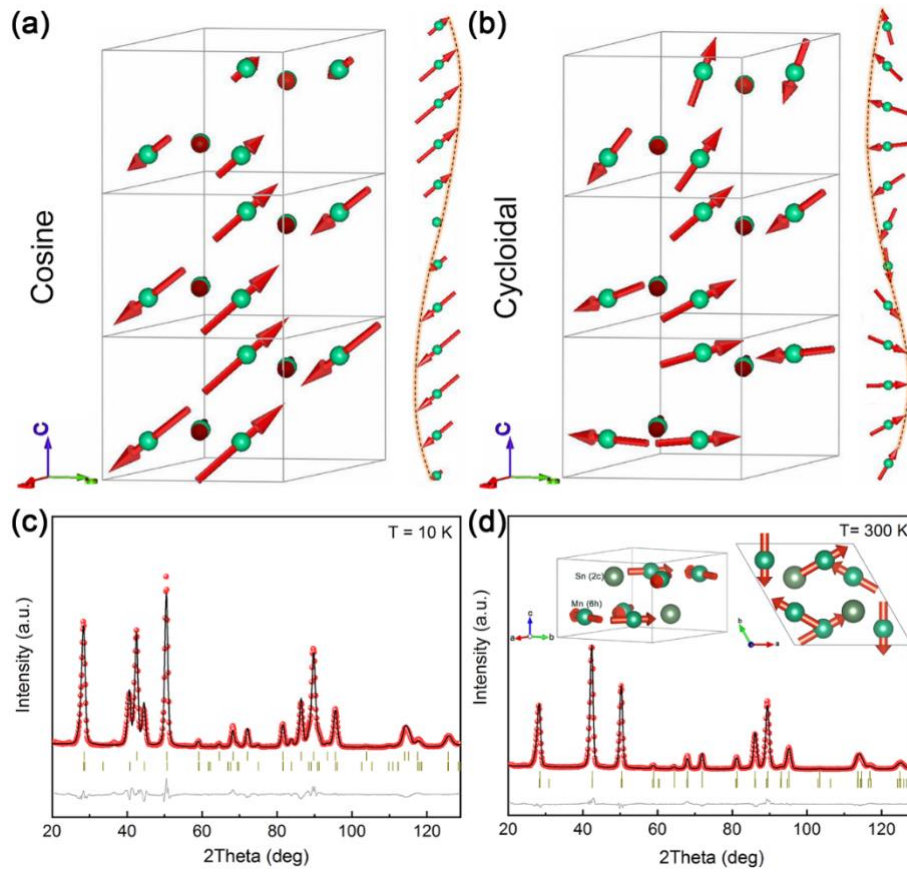 (a)
Cosine
c
(b)
Cycloidal
c
(c)
T = 10 K
Intensity (a.u.)
20 40 60 80 100 120
2Theta (deg)
(d)
T= 300 K
Sn (2c)
Mn (6h)
c
a b
b
a
Intensity (a.u.)
20 40 60 80 100 120
2Theta (deg)